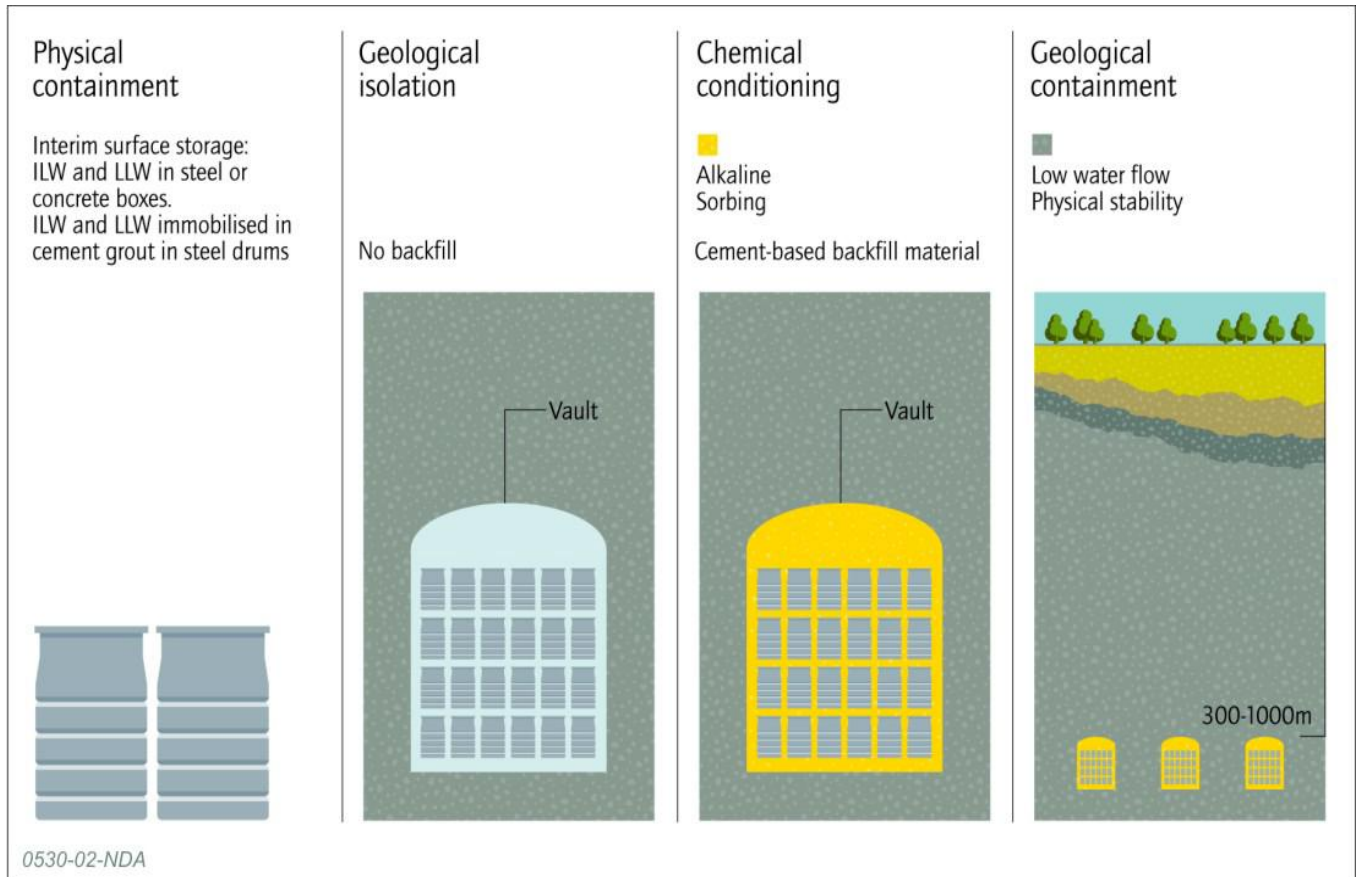 Physical
containment
Interim surface storage:
ILW and LLW in steel or
concrete boxes.
ILW and LLW immobilised in
cement grout in steel drums
Geological
isolation
No backfill
Vault
Chemical
conditioning
Alkaline
Sorbing
Cement-based backfill material
Vault
Geological
containment
Low water flow
Physical stability
300-1000m
0530-02-NDA